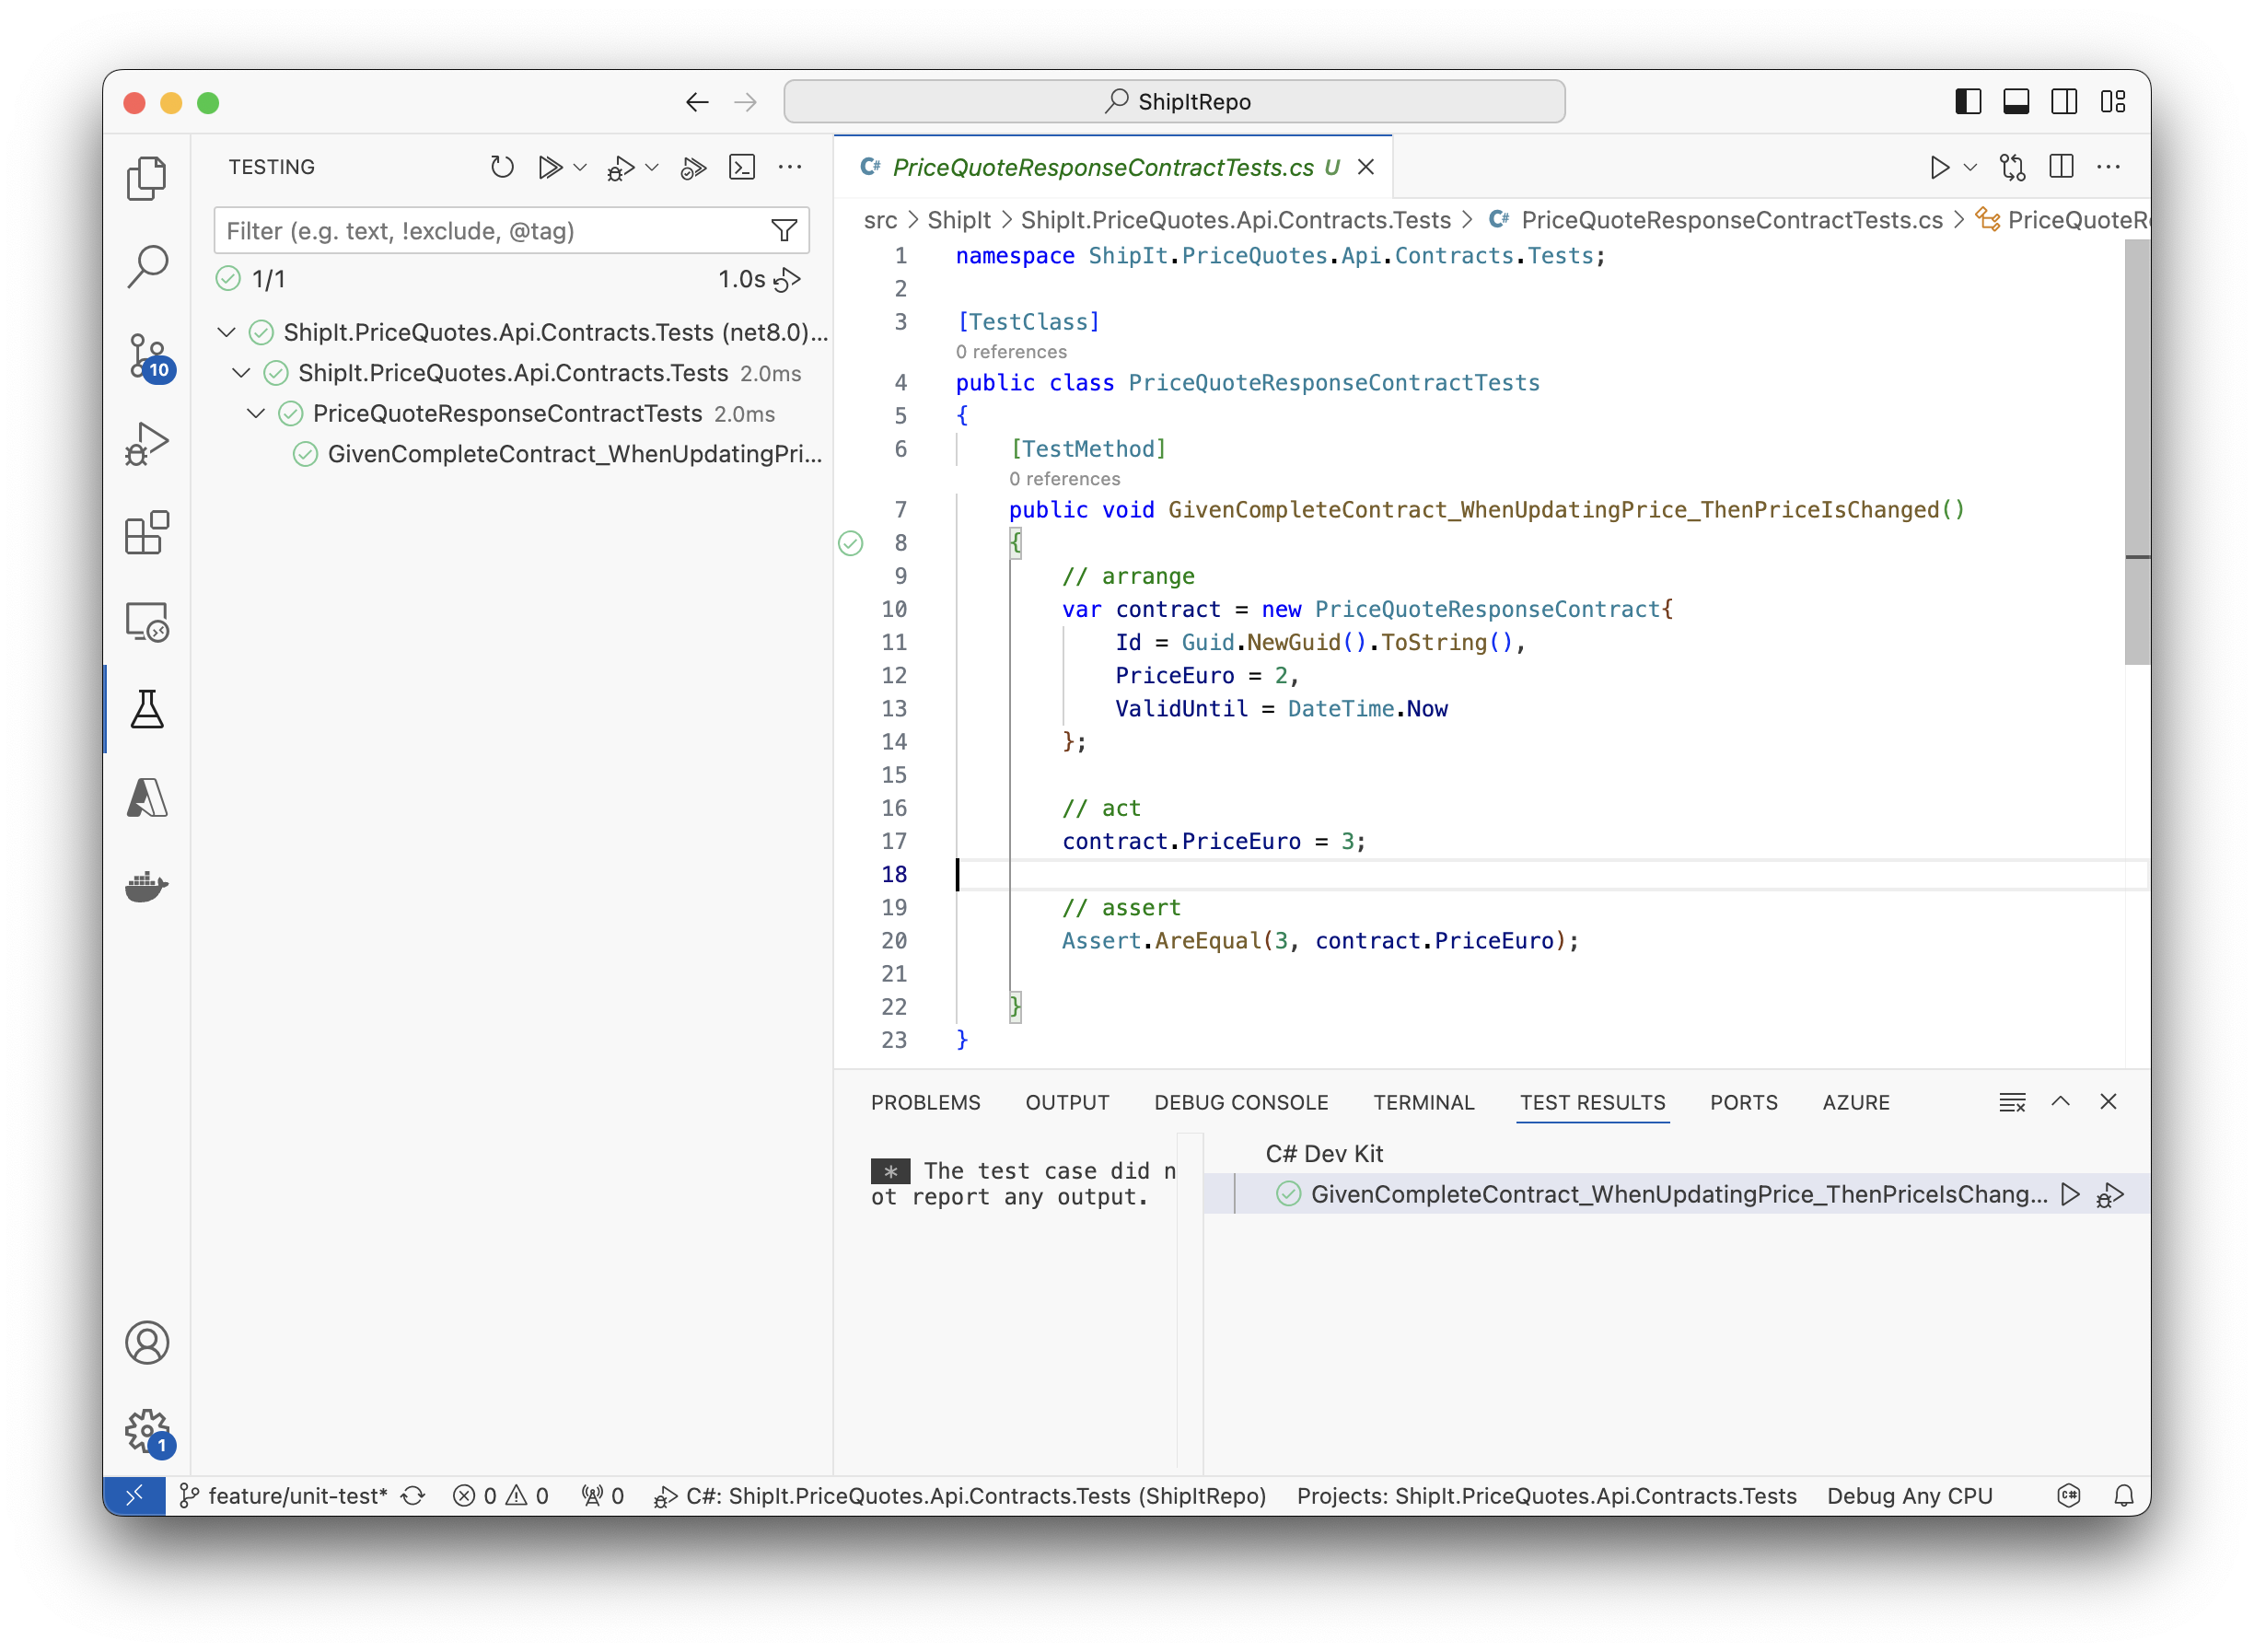 ShipItRepo
TESTING
Filter (e.g. text, !exclude, @tag)
1/1
1.0s
ShipIt.PriceQuotes.Api.Contracts.Tests (net8.0)...
ShipIt.PriceQuotes.Api.Contracts.Tests 2.0ms
PriceQuoteResponseContractTests 2.0ms
GivenCompleteContract_WhenUpdatingPri...
10
1
C# PriceQuoteResponseContractTests.cs U
src > ShipIt > ShipIt.PriceQuotes.Api.Contracts.Tests > C# PriceQuoteResponseContractTests.cs > PriceQuoteRe
1 namespace ShipIt.PriceQuotes.Api.Contracts.Tests;
2
3 [TestClass]
0 references
4 public class PriceQuoteResponseContractTests
5 {
6 [TestMethod]
0 references
7 public void GivenCompleteContract_WhenUpdatingPrice_ThenPriceIsChanged()
8 {
9 // arrange
10 var contract = new PriceQuoteResponseContract{
11 Id = Guid.NewGuid().ToString(),
12 PriceEuro = 2,
13 ValidUntil = DateTime.Now
14 };
15
16 // act
17 contract.PriceEuro = 3;
18
19 // assert
20 Assert.AreEqual(3, contract.PriceEuro);
21
22 }
23 }
PROBLEMS OUTPUT DEBUG CONSOLE TERMINAL TEST RESULTS PORTS AZURE
* The test case did n
ot report any output.
C# Dev Kit
GivenCompleteContract_WhenUpdatingPrice_ThenPriceIsChang...
feature/unit-test* 0 0 0 C#: ShipIt.PriceQuotes.Api.Contracts.Tests (ShipItRepo) Projects: ShipIt.PriceQuotes.Api.Contracts.Tests Debug Any CPU